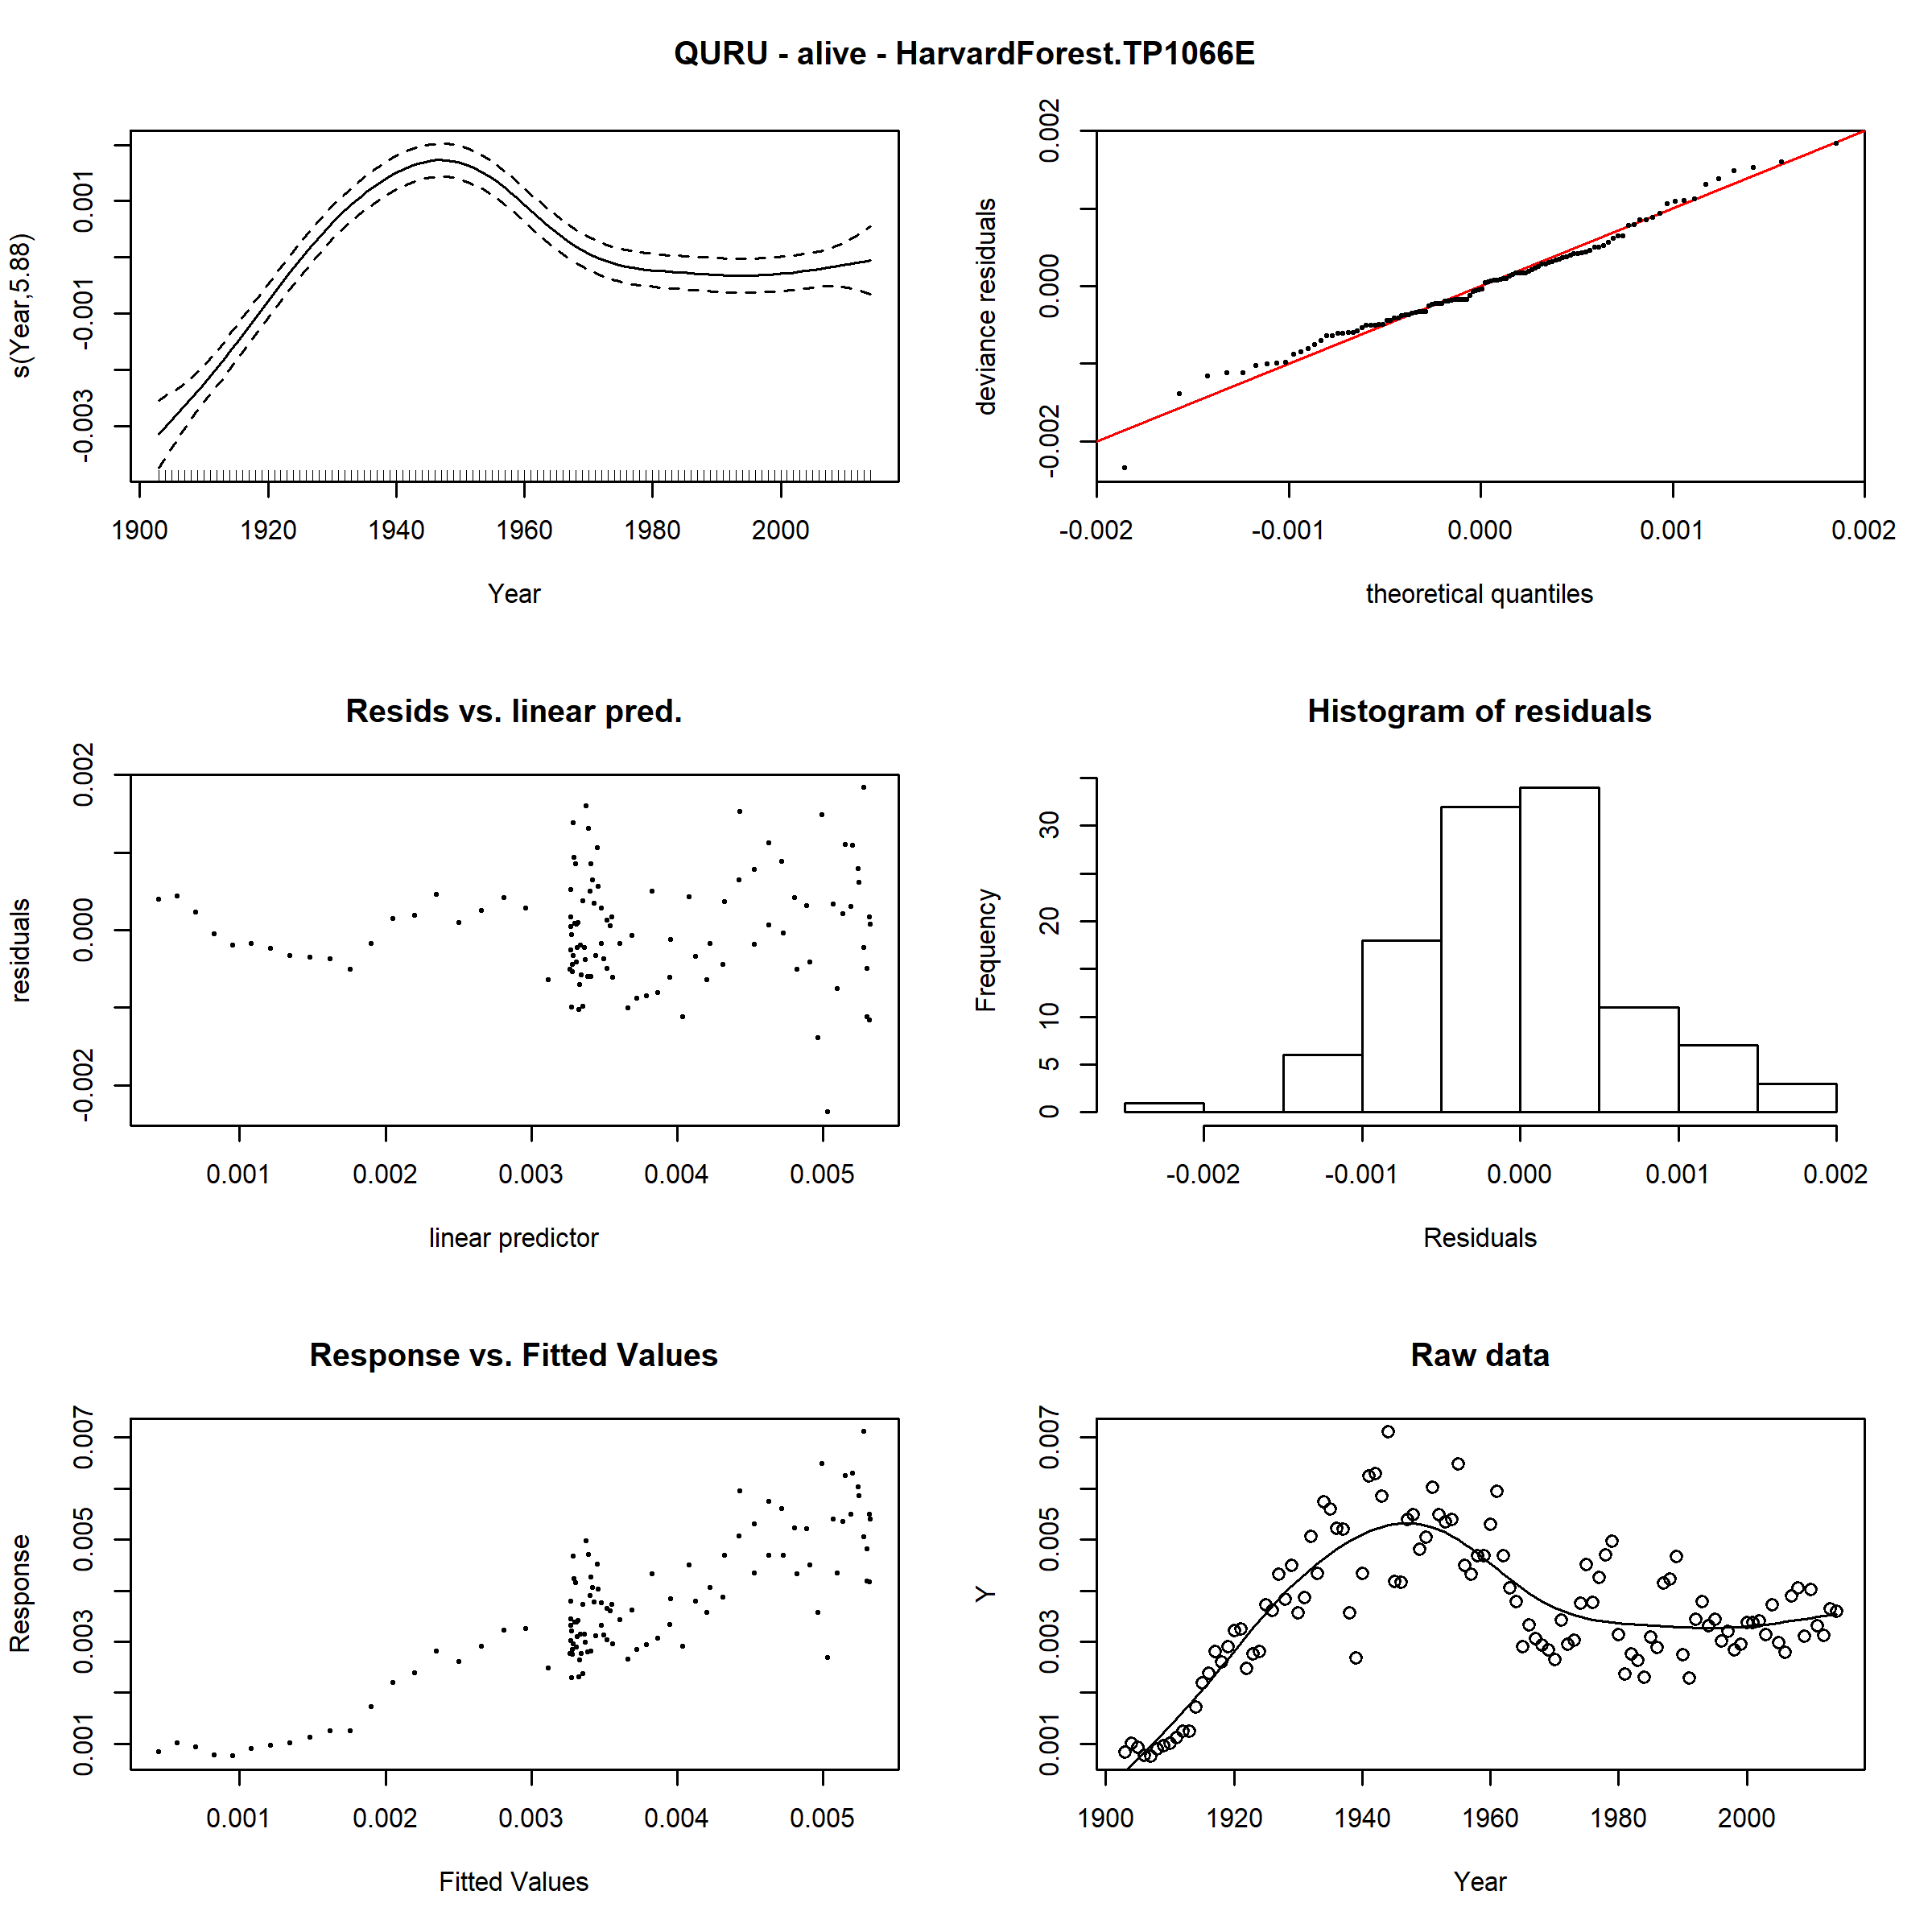 QURU - alive - HarvardForest.TP1066E
s(Year,5.88)
0.001
-0.001
-0.003
1900 1920 1940 1960 1980 2000
Year
deviance residuals
0.002
0.000
-0.002
-0.002 -0.001 0.000 0.001 0.002
theoretical quantiles
Resids vs. linear pred.
residuals
0.002
0.000
-0.002
0.001 0.002 0.003 0.004 0.005
linear predictor
Histogram of residuals
Frequency
30
20
10
5
0
-0.002 -0.001 0.000 0.001 0.002
Residuals
Response vs. Fitted Values
Response
0.007
0.005
0.003
0.001
0.001 0.002 0.003 0.004 0.005
Fitted Values
Raw data
Y
0.007
0.005
0.003
0.001
1900 1920 1940 1960 1980 2000
Year